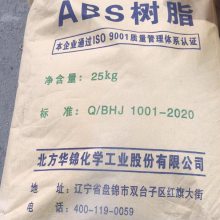 ABS树脂
本企业通过ISO 9001质量管理体系认证
净含量: 25kg
标 准: Q/BHJ 1001-2020
北方华锦化学工业股份有限公司
地址: 辽宁省盘锦市双台子区红旗大街
电话: 400-119-0059